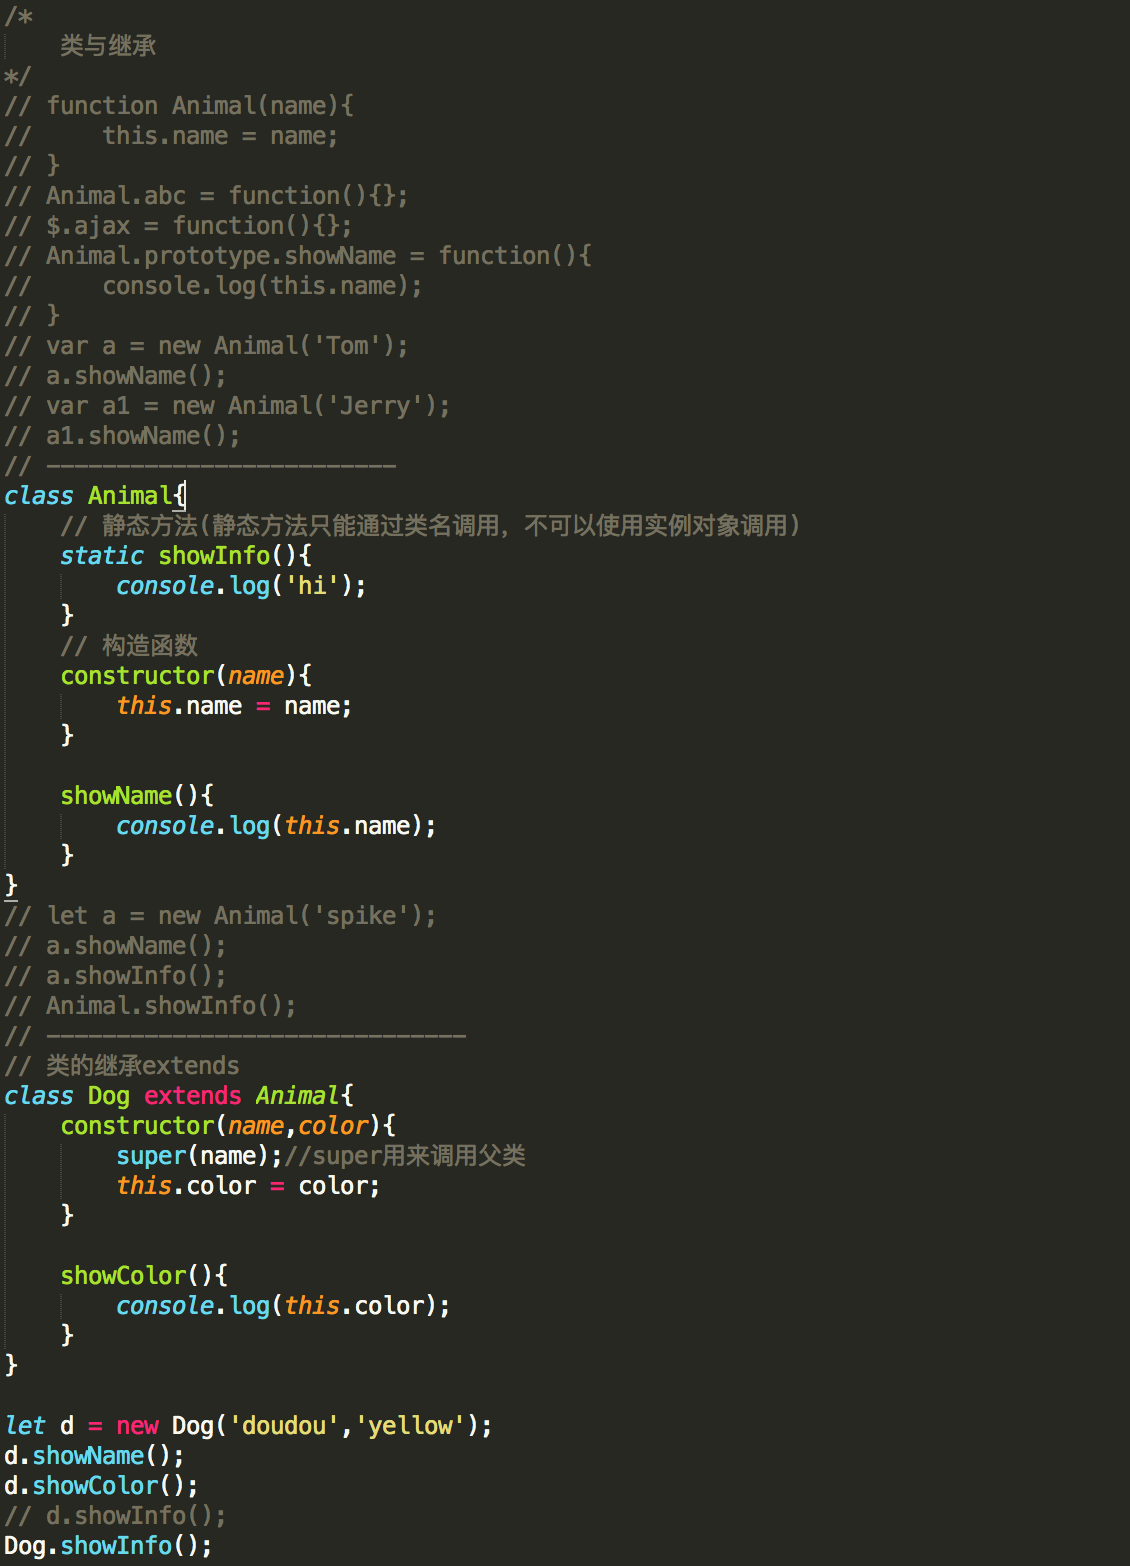 /*
    类与继承
*/
// function Animal(name){
//     this.name = name;
// }
// Animal.abc = function(){};
// $.ajax = function(){};
// Animal.prototype.showName = function(){
//     console.log(this.name);
// }
// var a = new Animal('Tom');
// a.showName();
// var a1 = new Animal('Jerry');
// a1.showName();
// -------------------------
class Animal{
    // 静态方法(静态方法只能通过类名调用，不可以使用实例对象调用)
    static showInfo(){
        console.log('hi');
    }
    // 构造函数
    constructor(name){
        this.name = name;
    }

    showName(){
        console.log(this.name);
    }
}
// let a = new Animal('spike');
// a.showName();
// a.showInfo();
// Animal.showInfo();
// ------------------------------
// 类的继承extends
class Dog extends Animal{
    constructor(name,color){
        super(name);//super用来调用父类
        this.color = color;
    }

    showColor(){
        console.log(this.color);
    }
}

let d = new Dog('doudou','yellow');
d.showName();
d.showColor();
// d.showInfo();
Dog.showInfo();